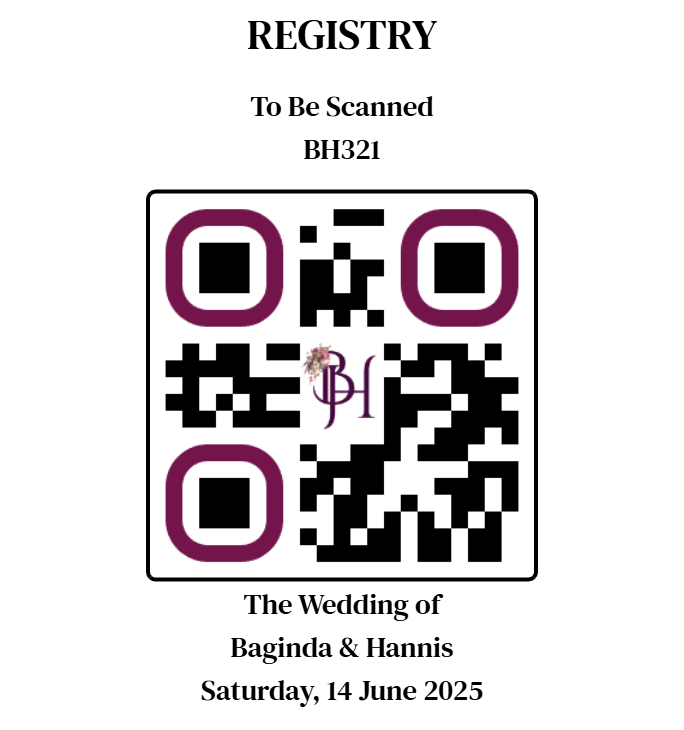 REGISTRY
To Be Scanned
BH321
BH
The Wedding of
Baginda & Hannis
Saturday, 14 June 2025